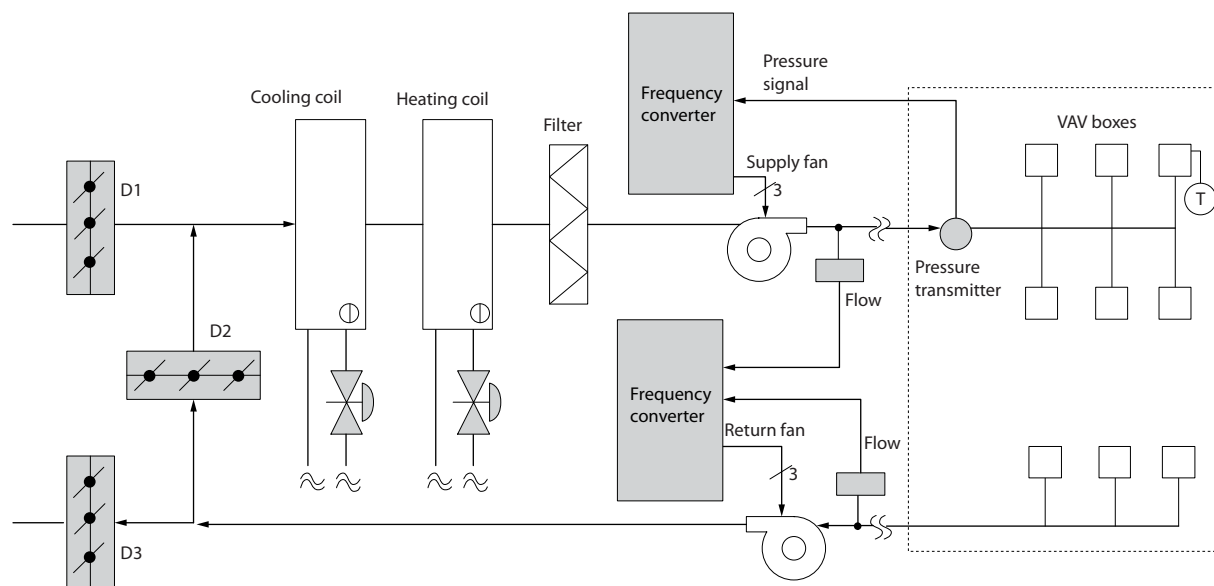 Pressure
signal
Cooling coil
Heating coil
Frequency
converter
VAV boxes
Filter
Supply fan
3
D1
T
Pressure
transmitter
Flow
D2
Frequency
converter
Return fan
Flow
3
D3